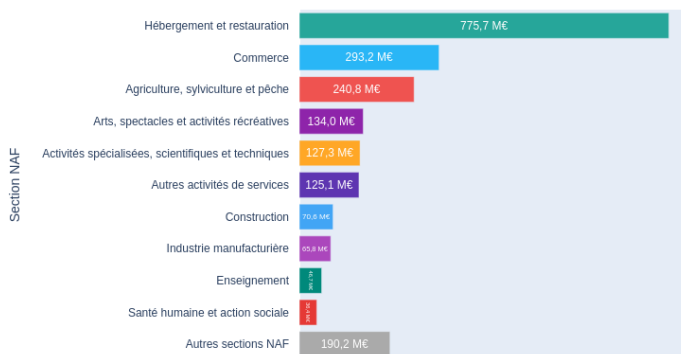 Section NAF
Hébergement et restauration 775,7 M€
Commerce 293,2 M€
Agriculture, sylviculture et pêche 240,8 M€
Arts, spectacles et activités récréatives 134,0 M€
Activités spécialisées, scientifiques et techniques 127,3 M€
Autres activités de services 125,1 M€
Construction 70,6 M€
Industrie manufacturière 65,8 M€
Enseignement
Santé humaine et action sociale
Autres sections NAF 190,2 M€